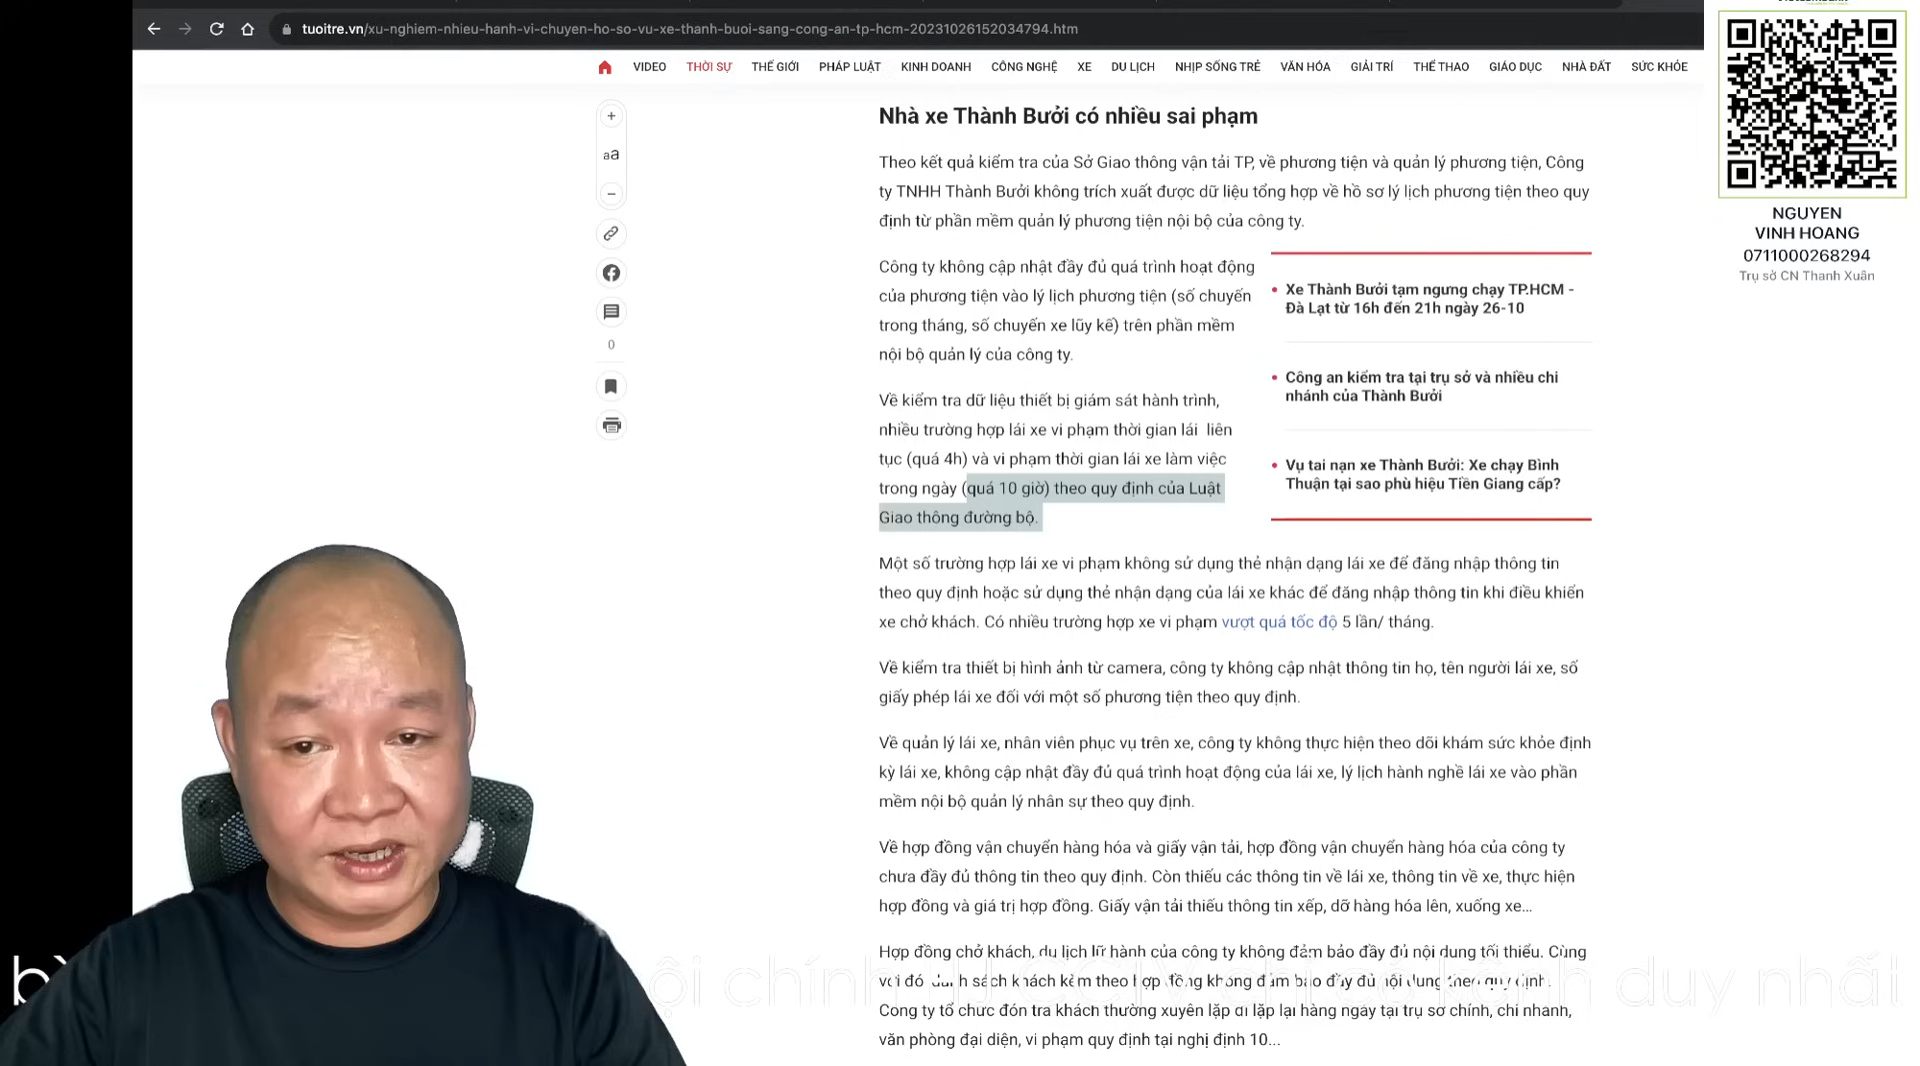 tuoitre.vn/xu-nghiem-nhieu-hanh-vi-chuyen-ho-so-vu-xe-thanh-buoi-sang-cong-an-tp-hcm-20231026152034794.htm
VIDEO THỜI SỰ THẾ GIỚI PHÁP LUẬT KINH DOANH CÔNG NGHỆ XE DU LỊCH NHỊP SỐNG TRẺ VĂN HÓA GIẢI TRÍ THỂ THAO GIÁO DỤC NHÀ ĐẤT SỨC KHỎE
NGUYEN
VINH HOANG
0711000268294
Trụ sở CN Thanh Xuân
+
aa
−
0
Nhà xe Thành Bưởi có nhiều sai phạm
Theo kết quả kiểm tra của Sở Giao thông vận tải TP, về phương tiện và quản lý phương tiện, Công
ty TNHH Thành Bưởi không trích xuất được dữ liệu tổng hợp về hồ sơ lý lịch phương tiện theo quy
định từ phần mềm quản lý phương tiện nội bộ của công ty.
Công ty không cập nhật đầy đủ quá trình hoạt động
của phương tiện vào lý lịch phương tiện (số chuyến
trong tháng, số chuyến xe lũy kế) trên phần mềm
nội bộ quản lý của công ty.
Về kiểm tra dữ liệu thiết bị giám sát hành trình,
nhiều trường hợp lái xe vi phạm thời gian lái liên
tục (quá 4h) và vi phạm thời gian lái xe làm việc
trong ngày (quá 10 giờ) theo quy định của Luật
Giao thông đường bộ.
Xe Thành Bưởi tạm ngưng chạy TP.HCM -
Đà Lạt từ 16h đến 21h ngày 26-10
Công an kiểm tra tại trụ sở và nhiều chi
nhánh của Thành Bưởi
Vụ tai nạn xe Thành Bưởi: Xe chạy Bình
Thuận tại sao phù hiệu Tiền Giang cấp?
Một số trường hợp lái xe vi phạm không sử dụng thẻ nhận dạng lái xe để đăng nhập thông tin
theo quy định hoặc sử dụng thẻ nhận dạng của lái xe khác để đăng nhập thông tin khi điều khiển
xe chở khách. Có nhiều trường hợp xe vi phạm vượt quá tốc độ 5 lần/ tháng.
Về kiểm tra thiết bị hình ảnh từ camera, công ty không cập nhật thông tin họ, tên người lái xe, số
giấy phép lái xe đối với một số phương tiện theo quy định.
Về quản lý lái xe, nhân viên phục vụ trên xe, công ty không thực hiện theo dõi khám sức khỏe định
kỳ lái xe, không cập nhật đầy đủ quá trình hoạt động của lái xe, lý lịch hành nghề lái xe vào phần
mềm nội bộ quản lý nhân sự theo quy định.
Về hợp đồng vận chuyển hàng hóa và giấy vận tải, hợp đồng vận chuyển hàng hóa của công ty
chưa đầy đủ thông tin theo quy định. Còn thiếu các thông tin về lái xe, thông tin về xe, thực hiện
hợp đồng và giá trị hợp đồng. Giấy vận tải thiếu thông tin xếp, dỡ hàng hóa lên, xuống xe...
Hợp đồng chở khách, du lịch lữ hành của công ty không đảm bảo đầy đủ nội dung tối thiểu. Cùng
với đó danh sách khách kèm theo hợp đồng không đảm bảo đầy đủ nội dung theo quy định.
Công ty tổ chức đón trả khách thường xuyên lặp đi lặp lại hàng ngày tại trụ sở chính, chi nhánh,
văn phòng đại diện, vi phạm quy định tại nghị định 10...
chính kênh duy nhất